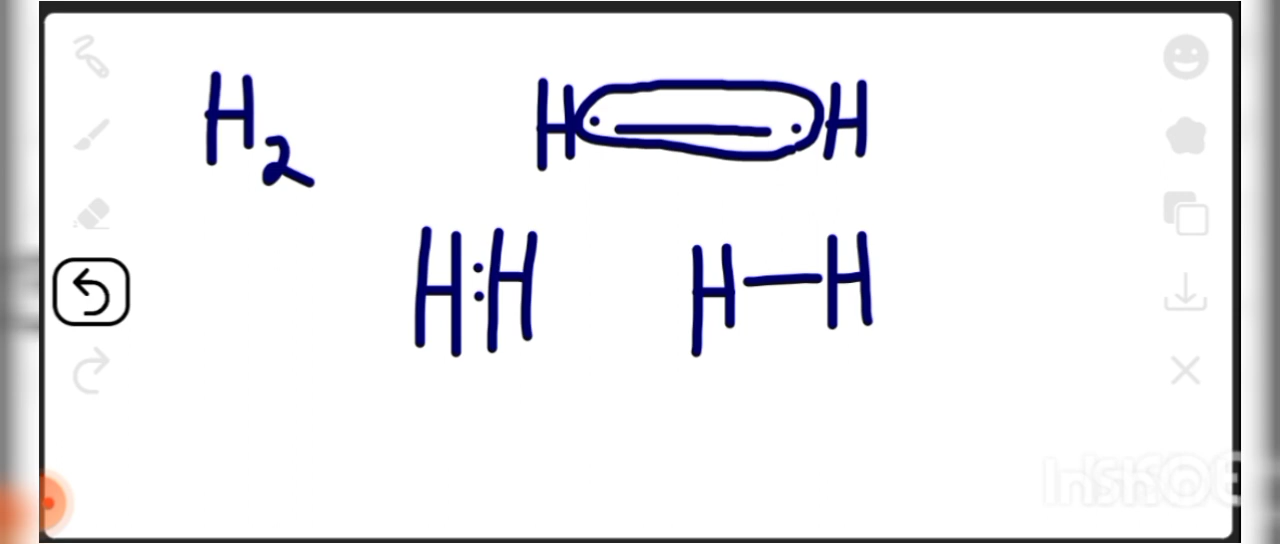 H₂ H · — · H
H:H H—H